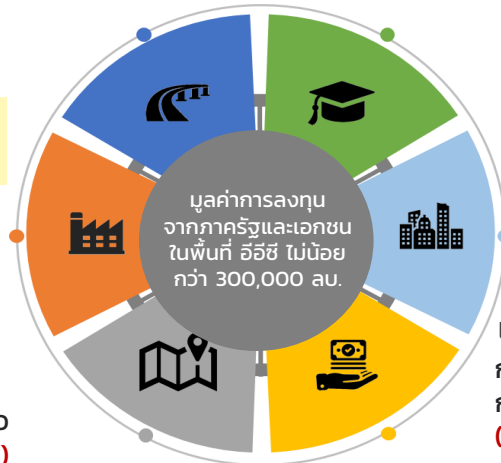 มูลค่าการลงทุน
จากภาครัฐและเอกชน
ในพื้นที่ อีอีซี ไม่น้อย
กว่า 300,000 ลบ.
)
(